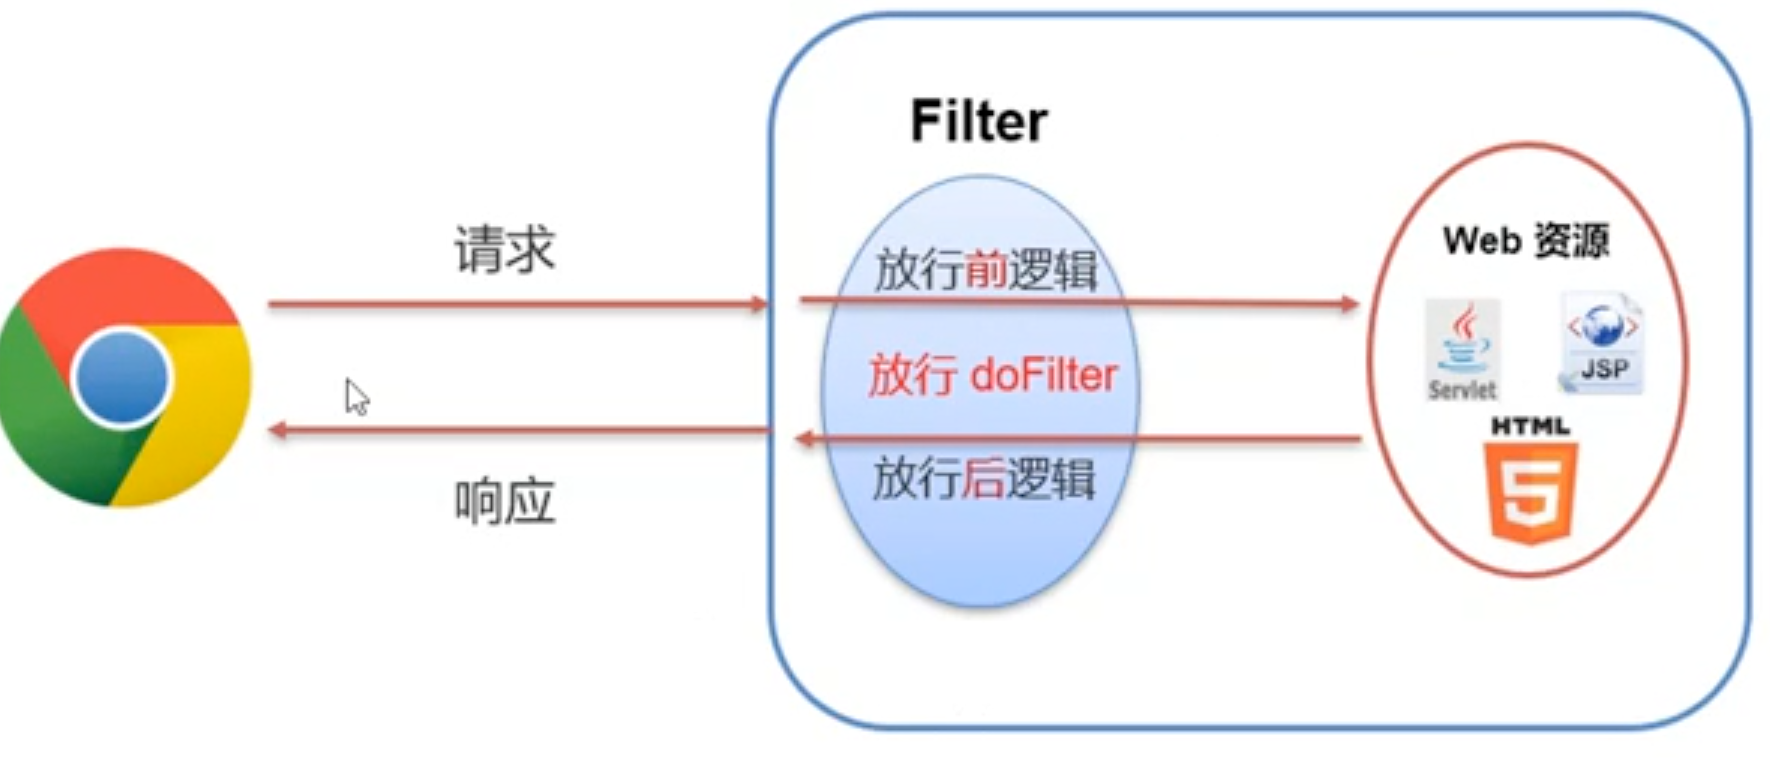 Filter
请求
放行前逻辑
放行 doFilter
放行后逻辑
响应
Web 资源
Servlet
JSP
HTML
5